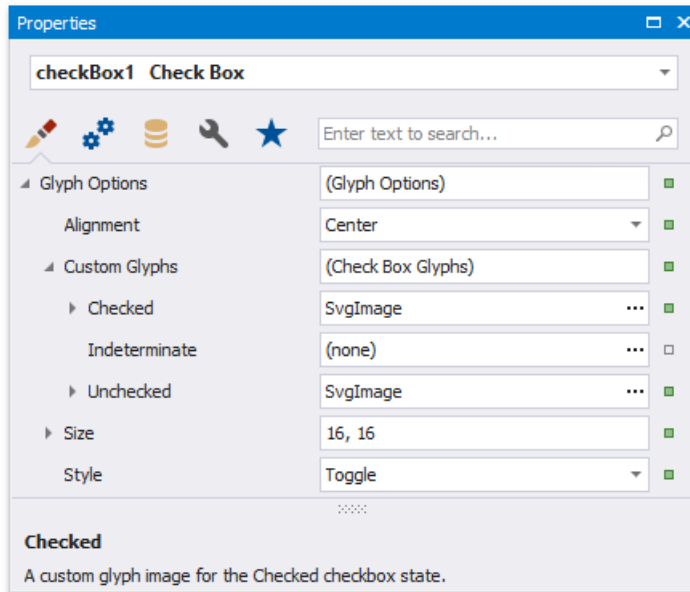 Properties
checkBox1 Check Box
Enter text to search...
Glyph Options (Glyph Options)
Alignment Center
Custom Glyphs (Check Box Glyphs)
Checked SvgImage ...
Indeterminate (none) ...
Unchecked SvgImage ...
Size 16, 16
Style Toggle
Checked
A custom glyph image for the Checked checkbox state.